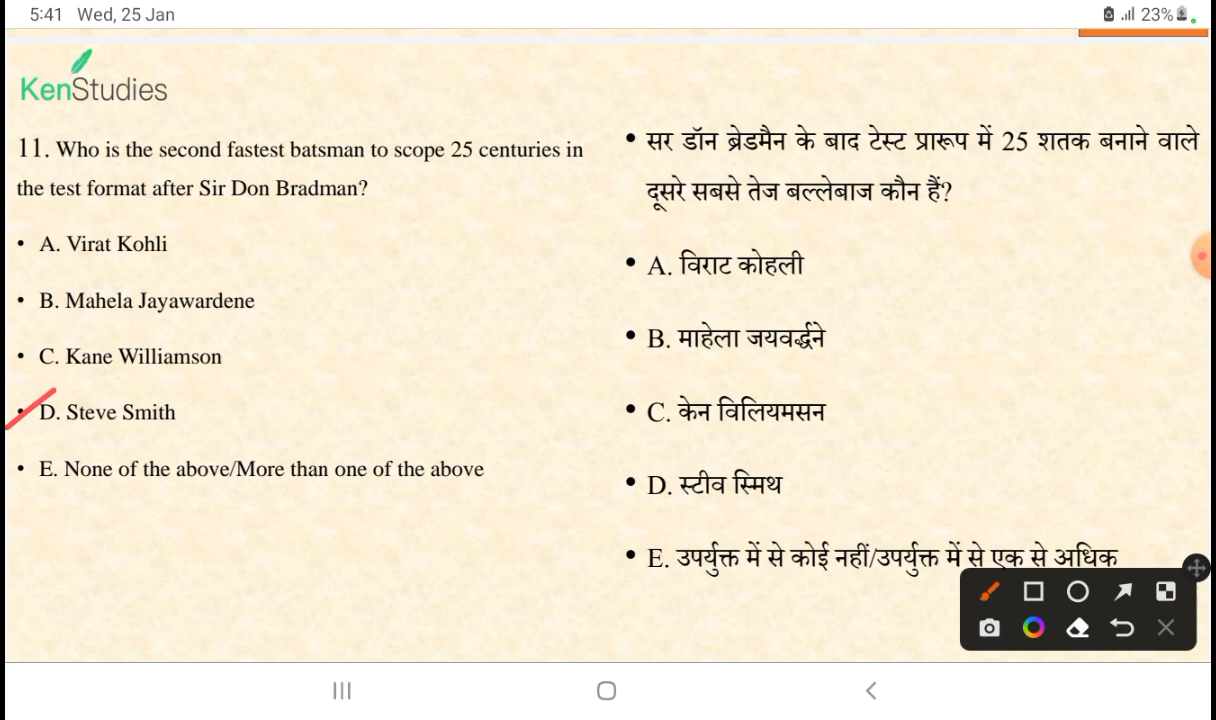 5:41 Wed, 25 Jan
23%
KenStudies
11. Who is the second fastest batsman to scope 25 centuries in
the test format after Sir Don Bradman?
• A. Virat Kohli
• B. Mahela Jayawardene
• C. Kane Williamson
• D. Steve Smith
• E. None of the above/More than one of the above
• सर डॉन ब्रेडमैन के बाद टेस्ट प्रारूप में 25 शतक बनाने वाले
दूसरे सबसे तेज बल्लेबाज कौन हैं?
• A. विराट कोहली
• B. माहेला जयवर्द्धने
• C. केन विलियमसन
• D. स्टीव स्मिथ
• E. उपर्युक्त में से कोई नहीं/उपर्युक्त में से एक से अधिक